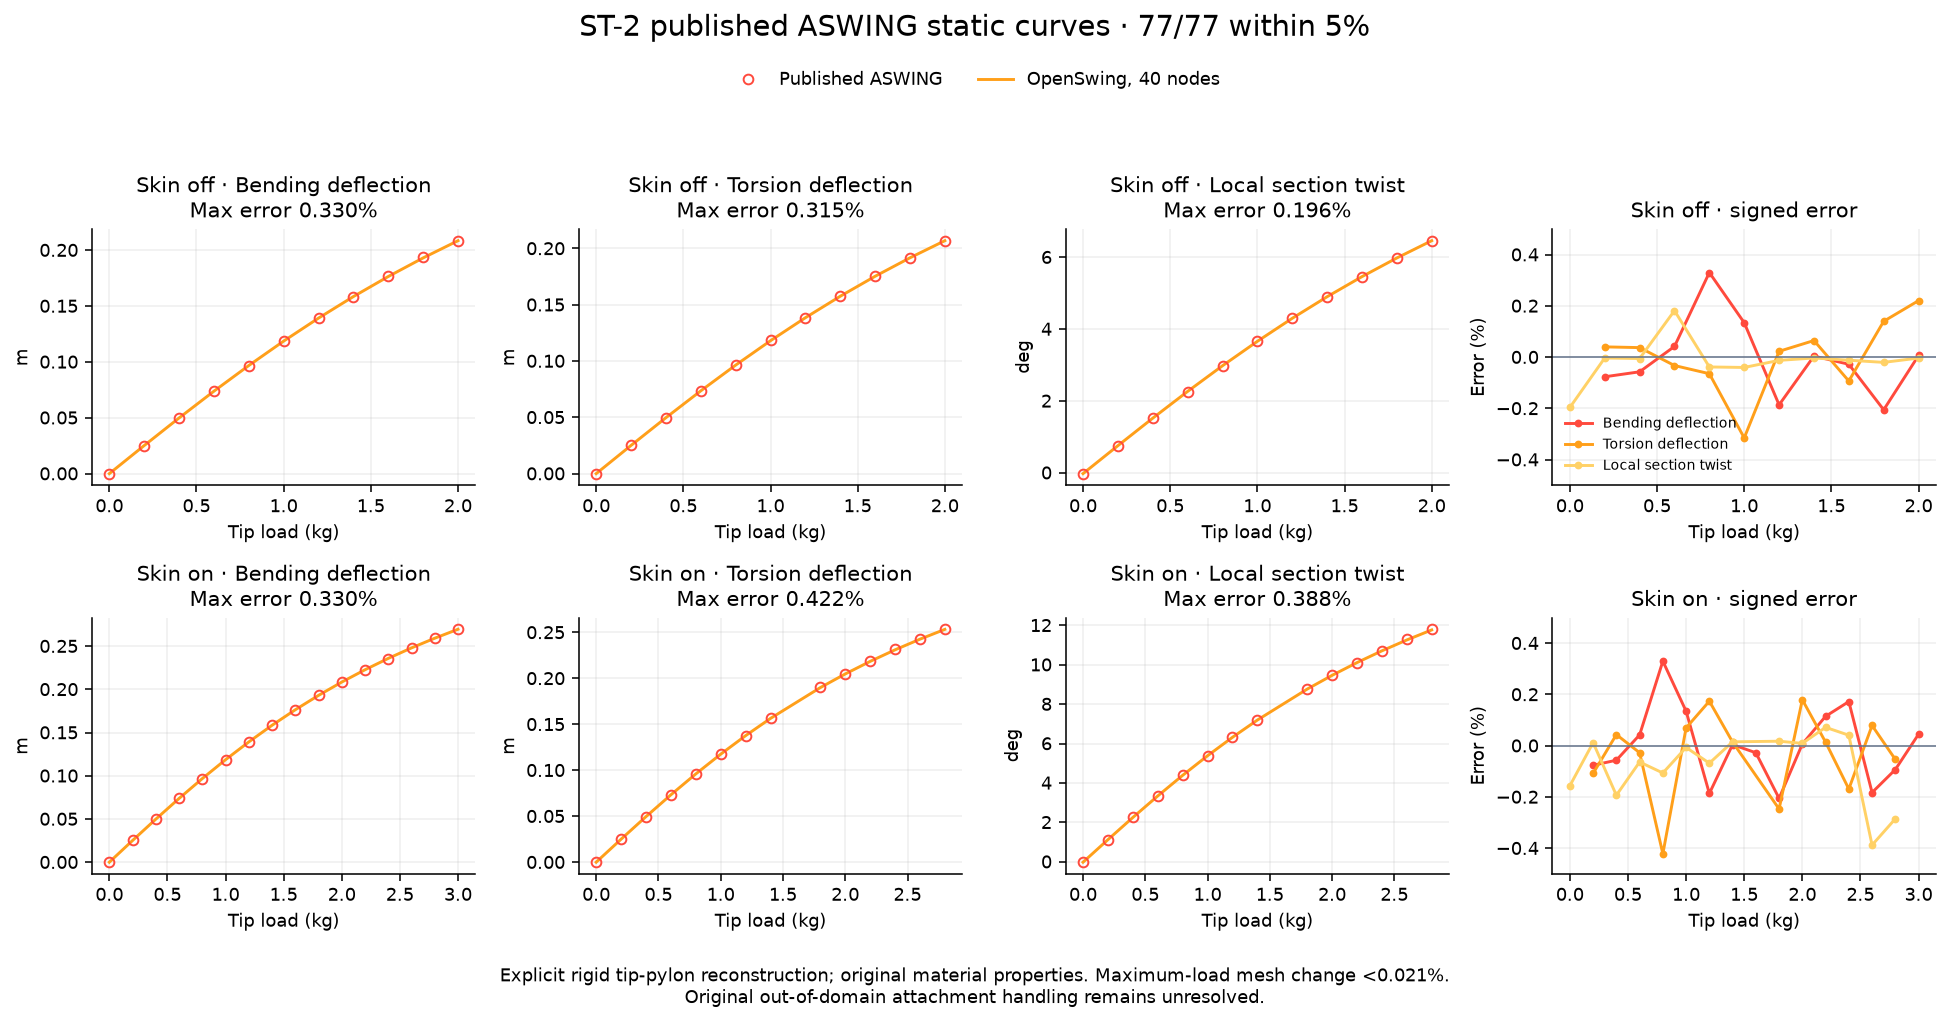 ST-2 published ASWING static curves · 77/77 within 5%
Published ASWING
OpenSwing, 40 nodes
Skin off · Bending deflection
Max error 0.330%
m
0.20
0.15
0.10
0.05
0.00
0.0 0.5 1.0 1.5 2.0
Tip load (kg)
Skin off · Torsion deflection
Max error 0.315%
m
0.20
0.15
0.10
0.05
0.00
0.0 0.5 1.0 1.5 2.0
Tip load (kg)
Skin off · Local section twist
Max error 0.196%
deg
6
4
2
0
0.0 0.5 1.0 1.5 2.0
Tip load (kg)
Skin off · signed error
Error (%)
0.4
0.2
0.0
−0.2
−0.4
Bending deflection
Torsion deflection
Local section twist
0.0 0.5 1.0 1.5 2.0
Tip load (kg)
Skin on · Bending deflection
Max error 0.330%
m
0.25
0.20
0.15
0.10
0.05
0.00
0.0 0.5 1.0 1.5 2.0 2.5 3.0
Tip load (kg)
Skin on · Torsion deflection
Max error 0.422%
m
0.25
0.20
0.15
0.10
0.05
0.00
0.0 0.5 1.0 1.5 2.0 2.5
Tip load (kg)
Skin on · Local section twist
Max error 0.388%
deg
12
10
8
6
4
2
0
0.0 0.5 1.0 1.5 2.0 2.5
Tip load (kg)
Skin on · signed error
Error (%)
0.4
0.2
0.0
−0.2
−0.4
0.0 0.5 1.0 1.5 2.0 2.5 3.0
Tip load (kg)
Explicit rigid tip-pylon reconstruction; original material properties. Maximum-load mesh change <0.021%.
Original out-of-domain attachment handling remains unresolved.